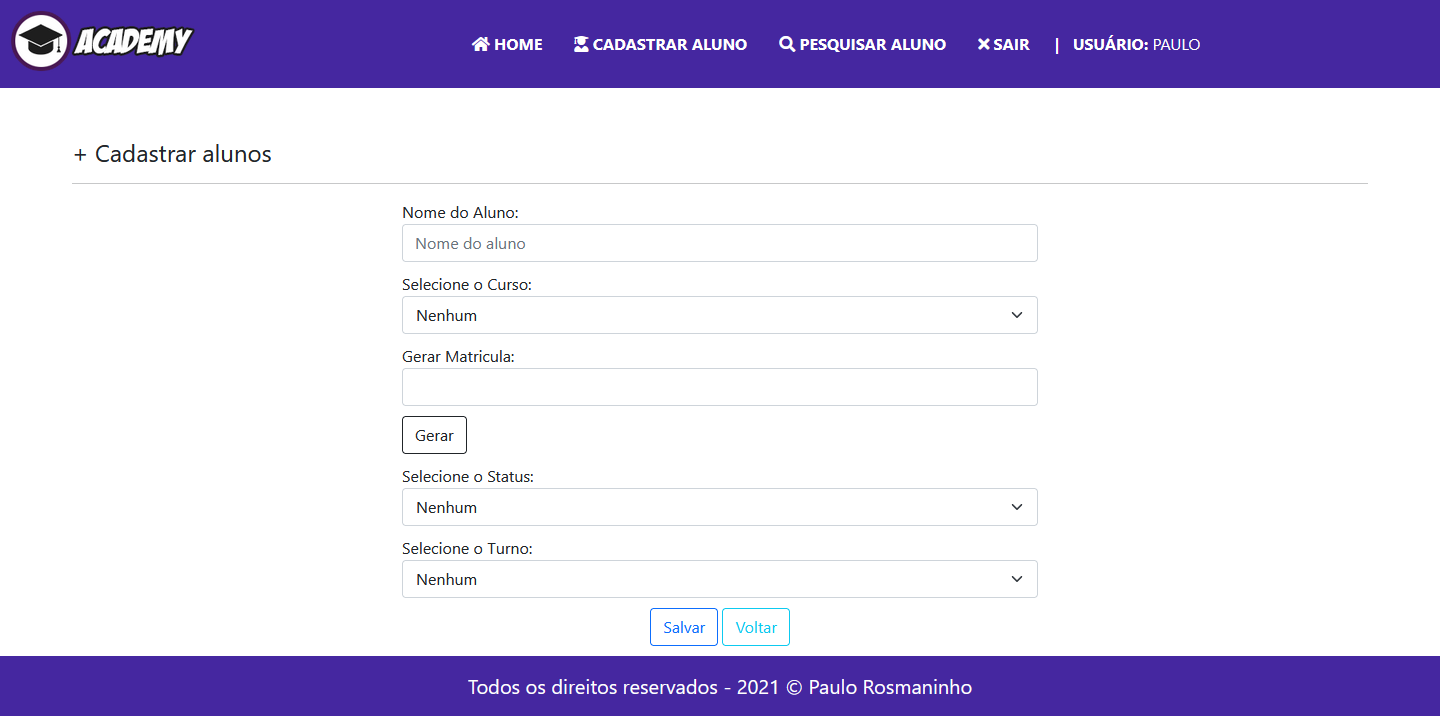 ACADEMY
HOME CADASTRAR ALUNO PESQUISAR ALUNO SAIR | USUÁRIO: PAULO
+ Cadastrar alunos
Nome do Aluno:
Nome do aluno
Selecione o Curso:
Nenhum
Gerar Matricula:
Gerar
Selecione o Status:
Nenhum
Selecione o Turno:
Nenhum
Salvar Voltar
Todos os direitos reservados - 2021 © Paulo Rosmaninho